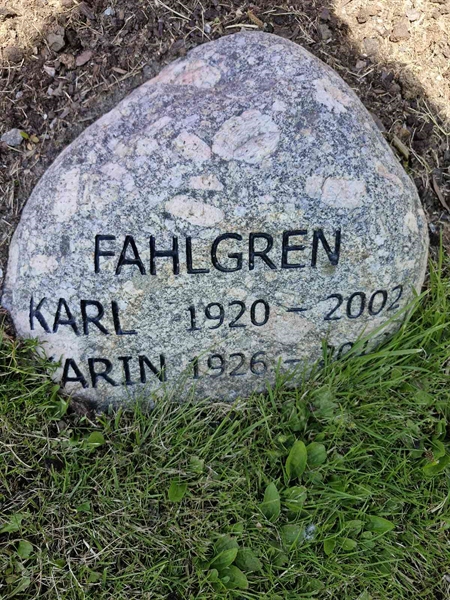 FAHLGREN
KARL 1920 – 2002
KARIN 1926 –